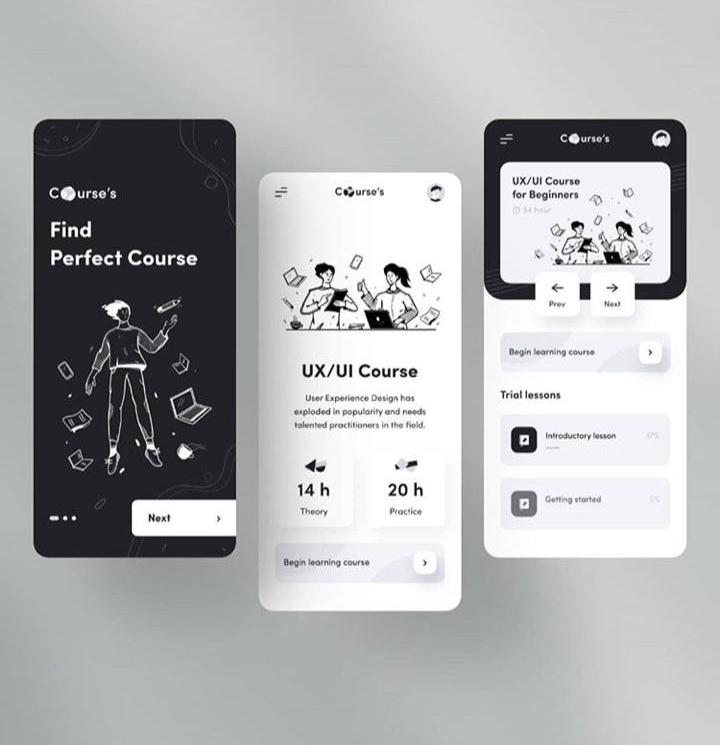 Course's
Find
Perfect Course
Next
Course's
UX/UI Course
User Experience Design has
exploded in popularity and needs
talented practitioners in the field.
14 h
Theory
20 h
Practice
Begin learning course
Course's
UX/UI Course
for Beginners
34 hour
Prev
Next
Begin learning course
Trial lessons
Introductory lesson
17%
Getting started